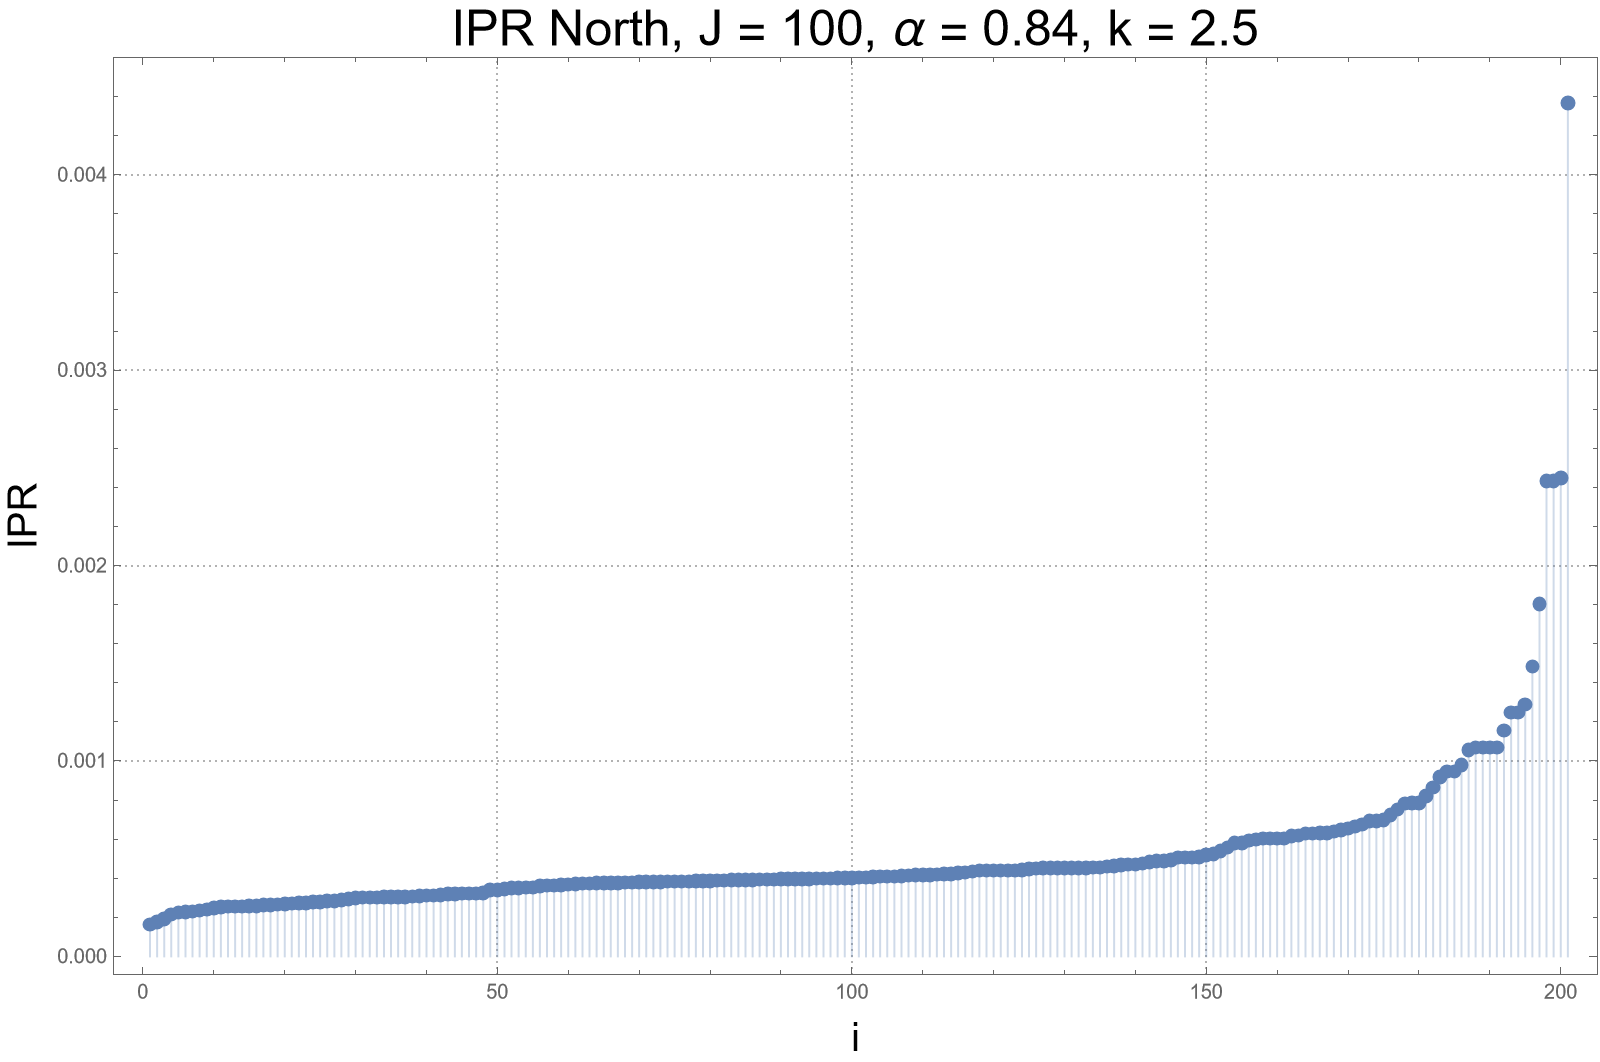 IPR North, J = 100, α = 0.84, k = 2.5
0.004
0.003
0.002
0.001
0.000
IPR
0 50 100 150 200
i